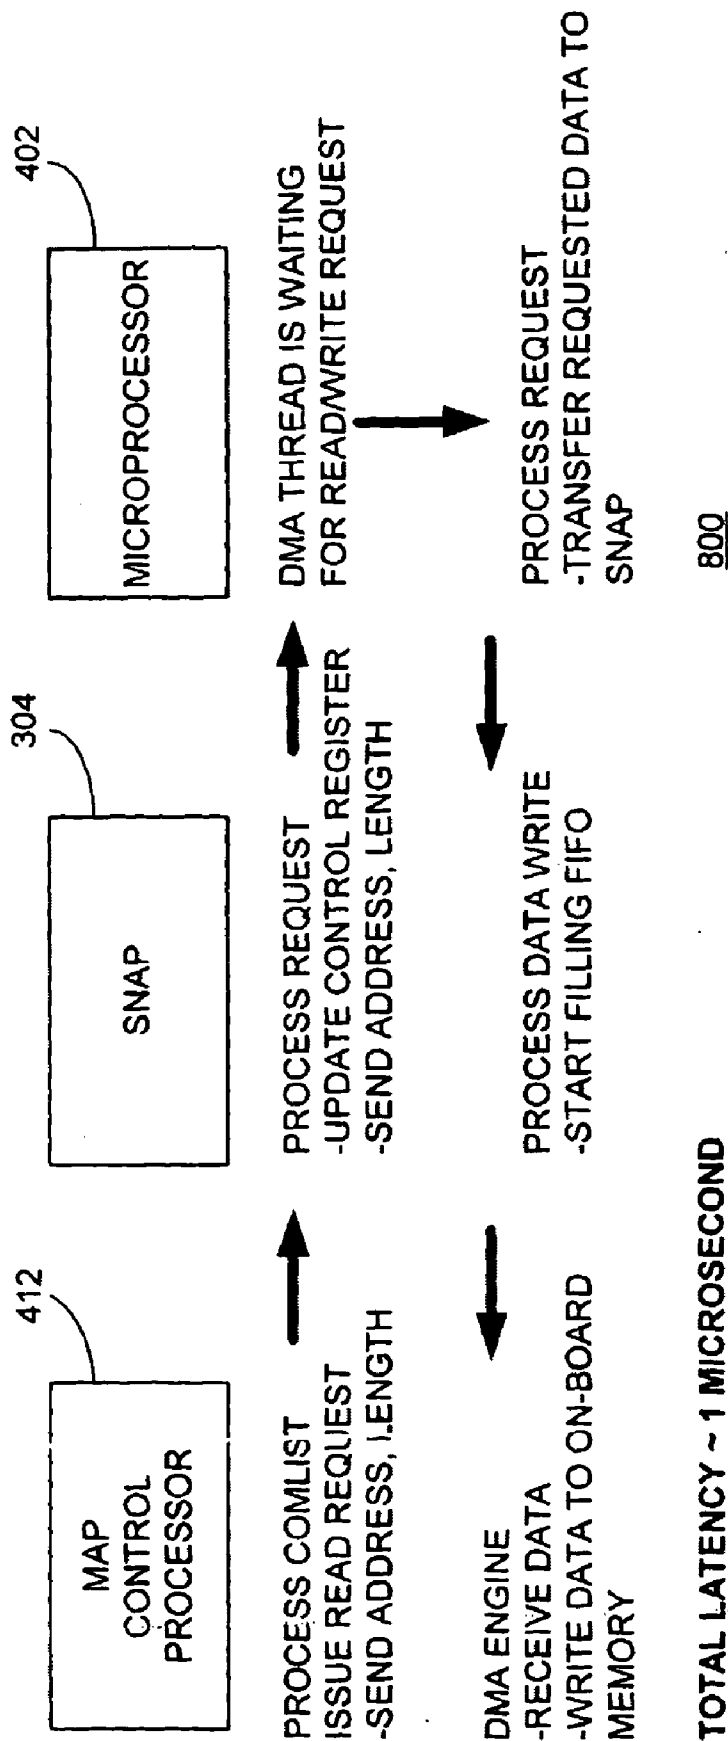 412
MAP
CONTROL
PROCESSOR
304
SNAP
402
MICROPROCESSOR
PROCESS COMLIST
ISSUE READ REQUEST
-SEND ADDRESS, LENGTH
PROCESS REQUEST
-UPDATE CONTROL REGISTER
-SEND ADDRESS, LENGTH
DMA THREAD IS WAITING
FOR READ/WRITE REQUEST
DMA ENGINE
-RECEIVE DATA
-WRITE DATA TO ON-BOARD
MEMORY
PROCESS DATA WRITE
-START FILLING FIFO
PROCESS REQUEST
-TRANSFER REQUESTED DATA TO
SNAP
TOTAL LATENCY ~ 1 MICROSECOND
800